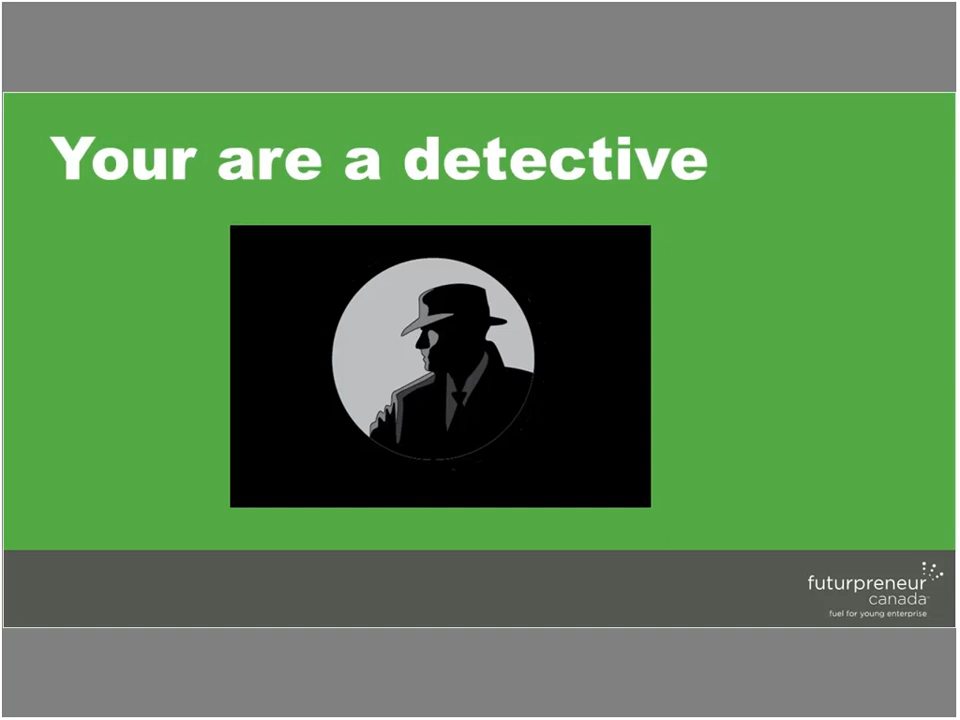 Your are a detective
futurpreneur
canada
fuel for young enterprise